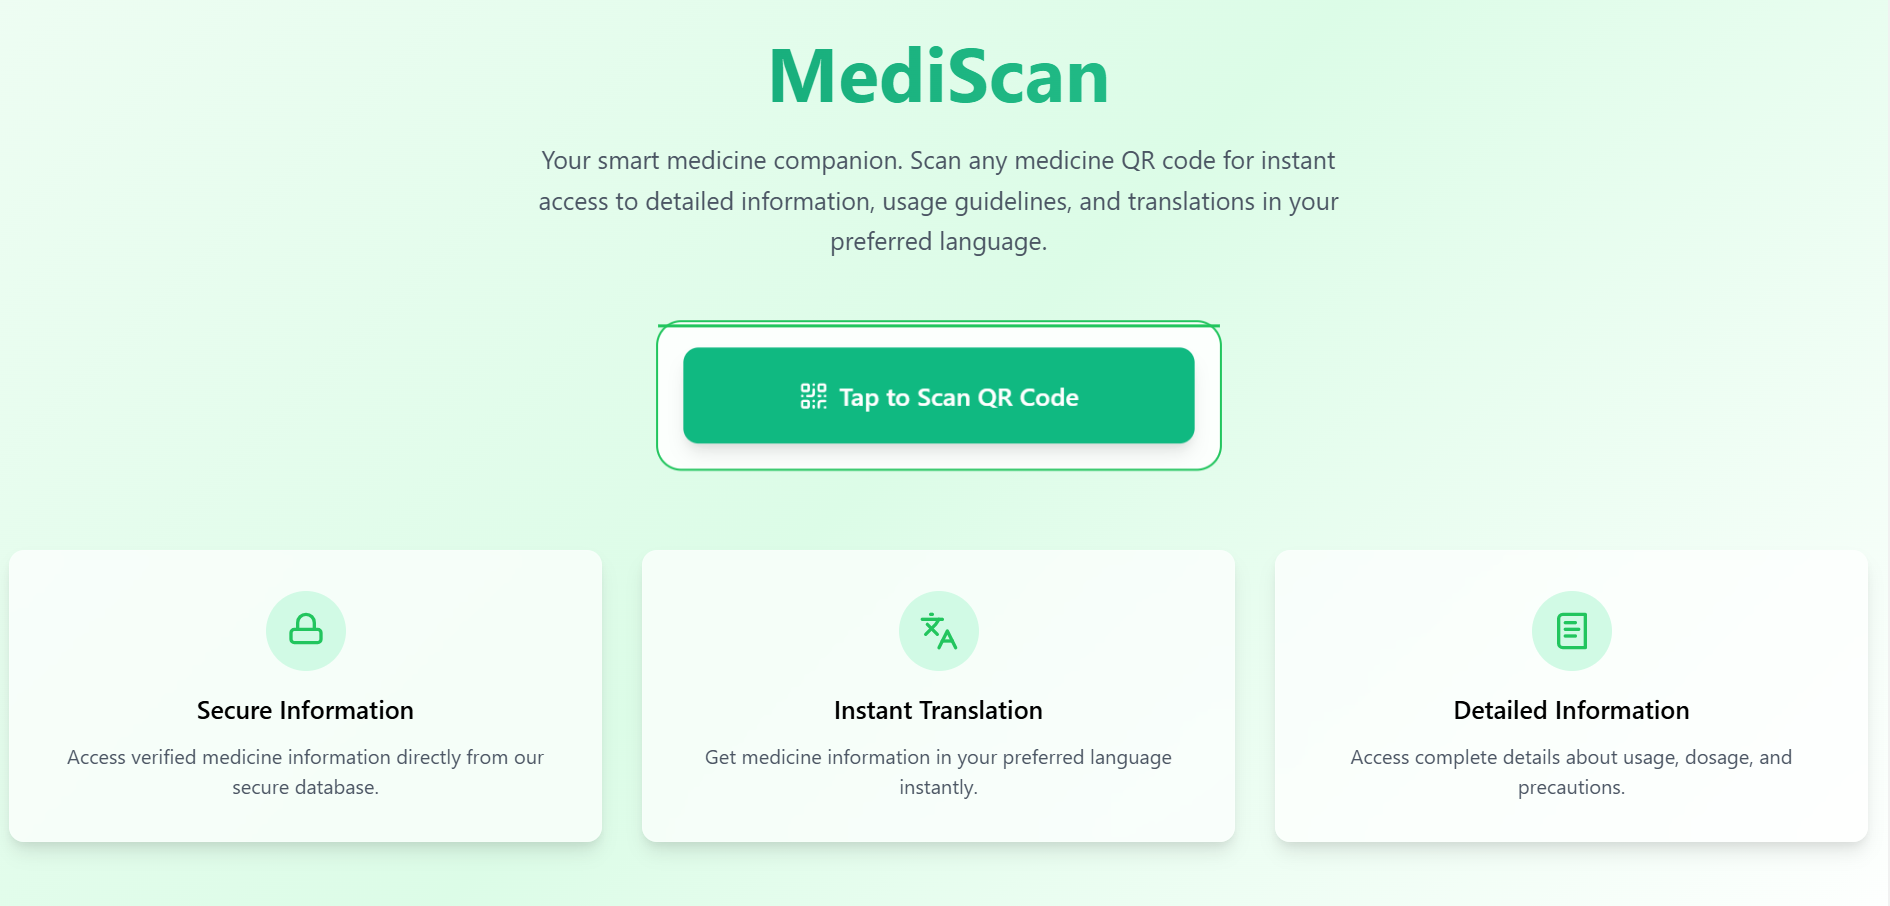 MediScan
Your smart medicine companion. Scan any medicine QR code for instant
access to detailed information, usage guidelines, and translations in your
preferred language.
Tap to Scan QR Code
Secure Information
Access verified medicine information directly from our
secure database.
Instant Translation
Get medicine information in your preferred language
instantly.
Detailed Information
Access complete details about usage, dosage, and
precautions.